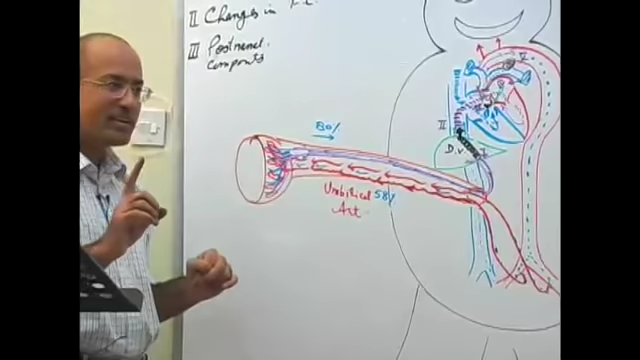 II Changes in F.C.
III Postnatal
componts
80%
II
D.V.
I
V
Umbilical 58%
Art.